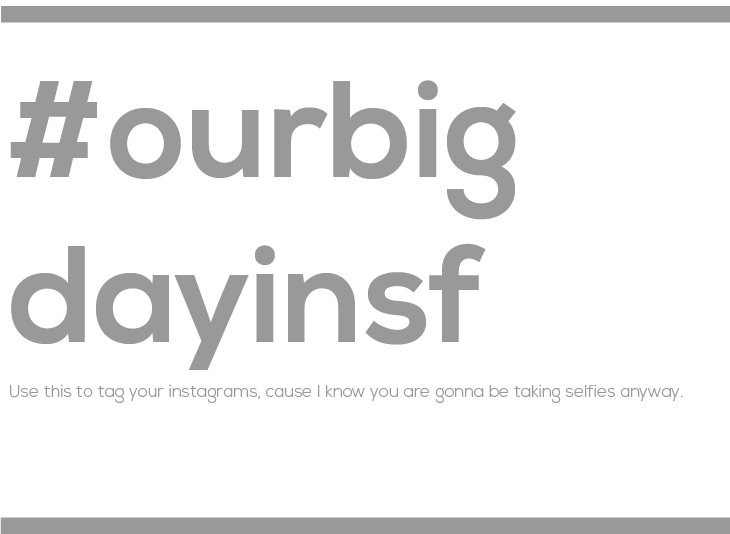 #ourbig
dayinsf
Use this to tag your instagrams, cause I know you are gonna be taking selfies anyway.